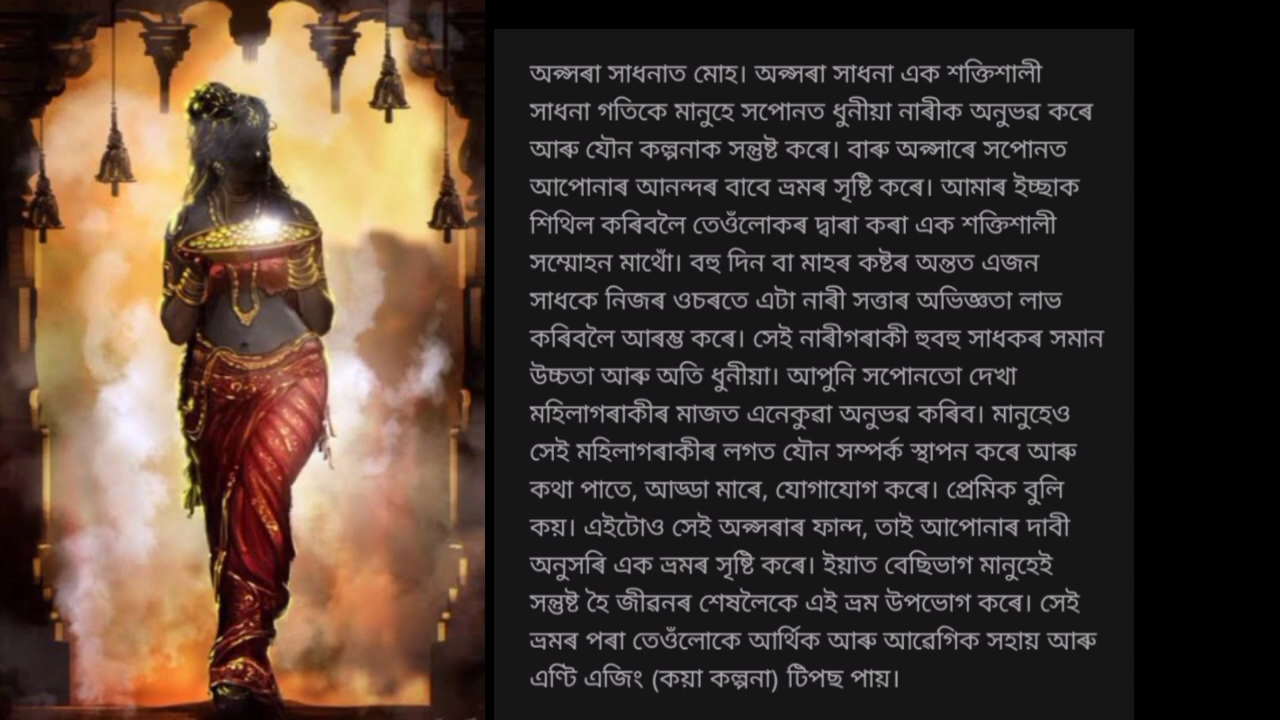 অপ্সৰা সাধনাত মোহ। অপ্সৰা সাধনা এক শক্তিশালী
সাধনা গতিকে মানুহে সপোনত ধুনীয়া নাৰীক অনুভৱ কৰে
আৰু যৌন কল্পনাক সন্তুষ্ট কৰে। বাৰু অপ্সাৰে সপোনত
আপোনাৰ আনন্দৰ বাবে ভ্ৰমৰ সৃষ্টি কৰে। আমাৰ ইচ্ছাক
শিথিল কৰিবলৈ তেওঁলোকৰ দ্বাৰা কৰা এক শক্তিশালী
সম্মোহন মাথোঁ। বহু দিন বা মাহৰ কষ্টৰ অন্তত এজন
সাধকে নিজৰ ওচৰতে এটা নাৰী সত্তাৰ অভিজ্ঞতা লাভ
কৰিবলৈ আৰম্ভ কৰে। সেই নাৰীগৰাকী হুবহু সাধকৰ সমান
উচ্চতা আৰু অতি ধুনীয়া। আপুনি সপোনতো দেখা
মহিলাগৰাকীৰ মাজত এনেকুৱা অনুভৱ কৰিব। মানুহেও
সেই মহিলাগৰাকীৰ লগত যৌন সম্পৰ্ক স্থাপন কৰে আৰু
কথা পাতে, আড্ডা মাৰে, যোগাযোগ কৰে। প্ৰেমিক বুলি
কয়। এইটোও সেই অপ্সৰাৰ ফান্দ, তাই আপোনাৰ দাবী
অনুসৰি এক ভ্ৰমৰ সৃষ্টি কৰে। ইয়াত বেছিভাগ মানুহেই
সন্তুষ্ট হৈ জীৱনৰ শেষলৈকে এই ভ্ৰম উপভোগ কৰে। সেই
ভ্ৰমৰ পৰা তেওঁলোকে আৰ্থিক আৰু আৱেগিক সহায় আৰু
এণ্টি এজিং (কয়া কল্পনা) টিপছ পায়।